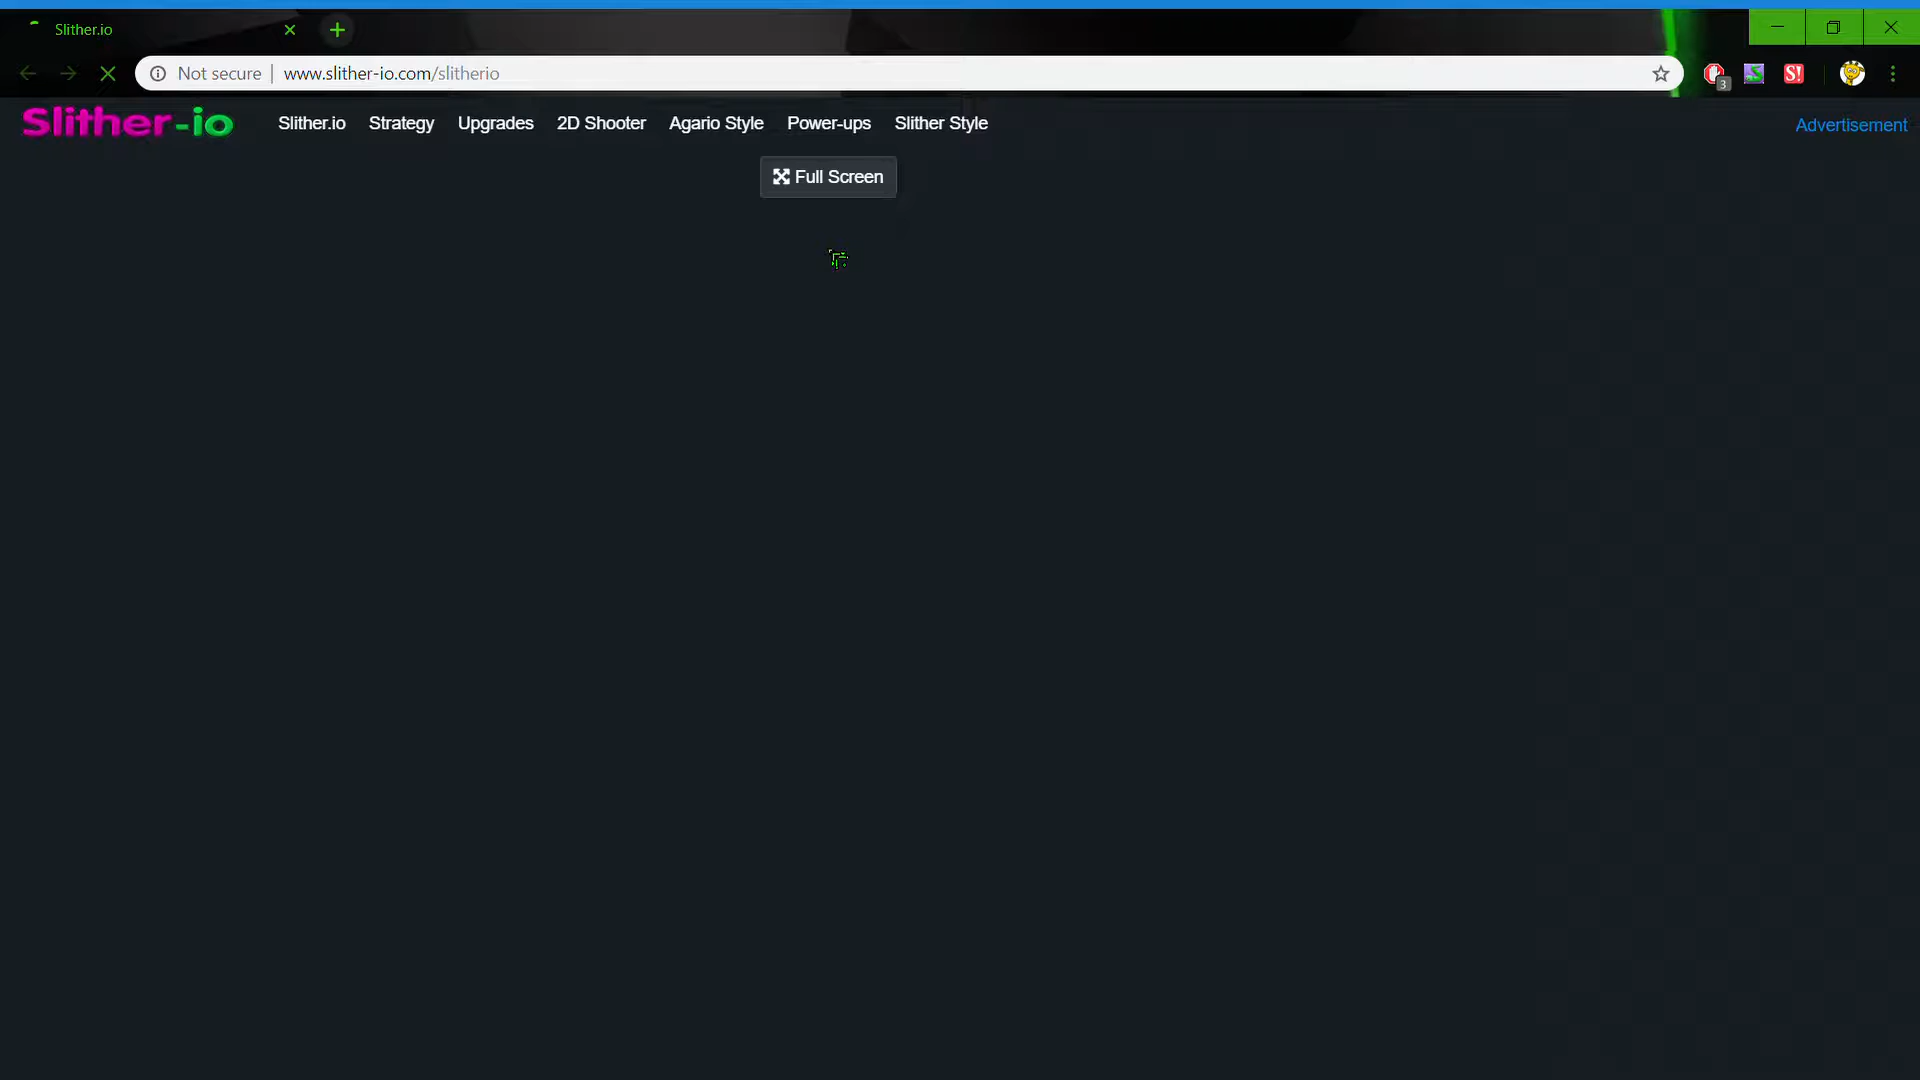 Slither.io
Not secure | www.slither-io.com/slitherio
3
S!
Slither-io
Slither.io Strategy Upgrades 2D Shooter Agario Style Power-ups Slither Style
Advertisement
Full Screen